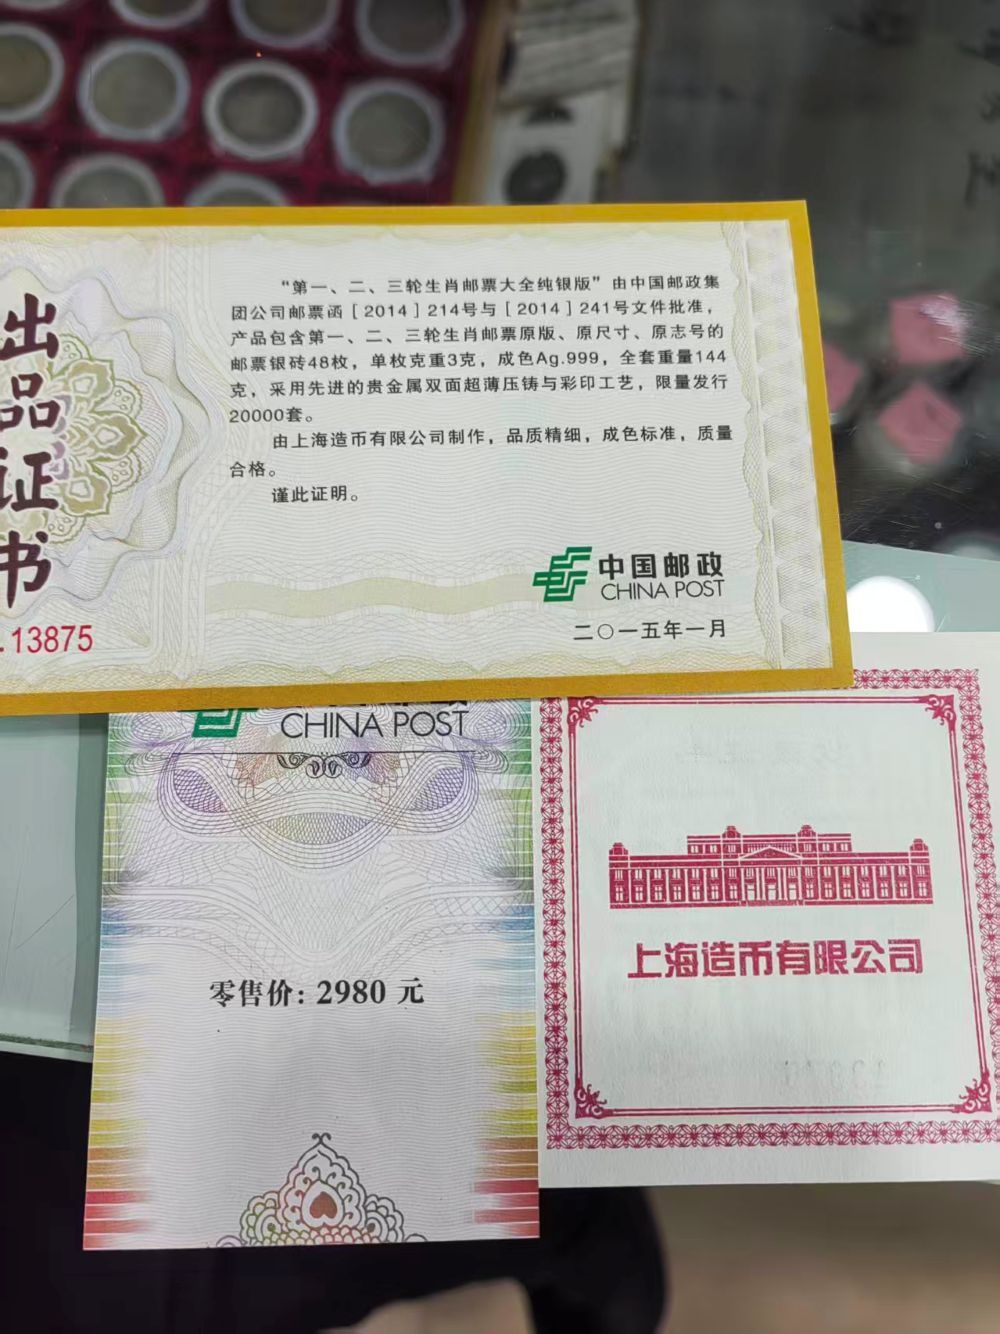 出品证书
.13875
“第一、二、三轮生肖邮票大全纯银版”由中国邮政集
团公司邮票函[2014]214号与[2014]241号文件批准，
产品包含第一、二、三轮生肖邮票原版、原尺寸、原志号的
邮票银砖48枚，单枚克重3克，成色Ag.999，全套重量144
克，采用先进的贵金属双面超薄压铸与彩印工艺，限量发行
20000套。
由上海造币有限公司制作，品质精细，成色标准，质量
合格。
谨此证明。
中国邮政
CHINA POST
二〇一五年一月
CHINA POST
零售价：2980 元
上海造币有限公司